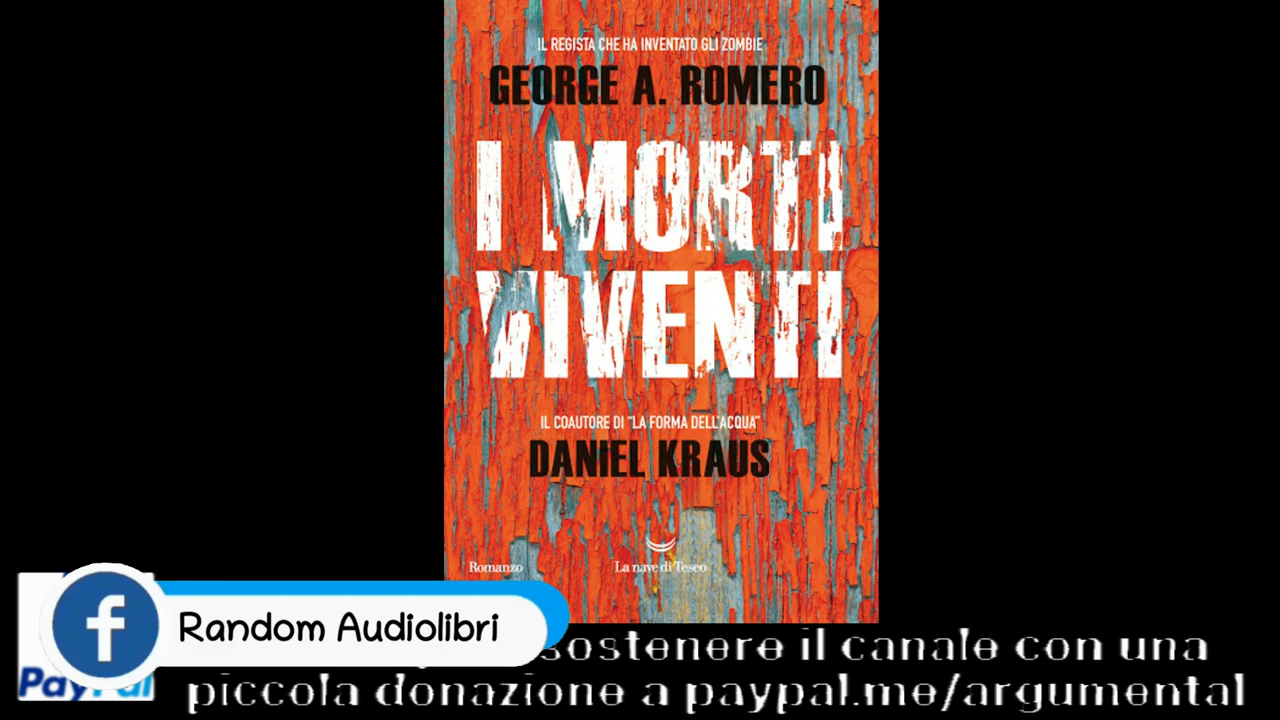 IL REGISTA CHE HA INVENTATO GLI ZOMBIE
GEORGE A. ROMERO
I MORTI
VIVENTI
IL COAUTORE DI "LA FORMA DELL'ACQUA"
DANIEL KRAUS
Romanzo
La nave di Teseo
f
Random Audiolibri
PayPal
sostenere il canale con una
piccola donazione a paypal.me/argumental